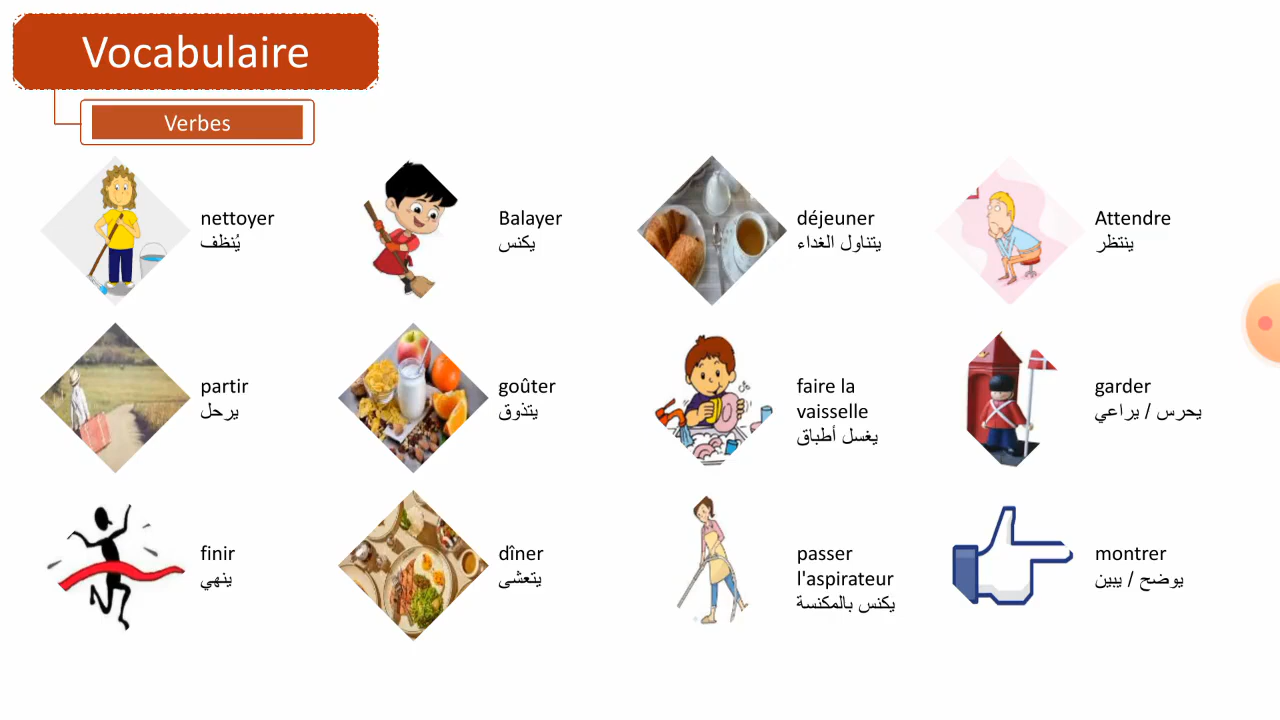 Vocabulaire
Verbes
nettoyer
يُنظف
Balayer
يكنس
déjeuner
يتناول الغداء
Attendre
ينتظر
partir
يرحل
goûter
يتذوق
faire la
vaisselle
يغسل أطباق
garder
يحرس / يراعي
finir
ينهي
dîner
يتعشى
passer
l'aspirateur
يكنس بالمكنسة
montrer
يوضح / يبين